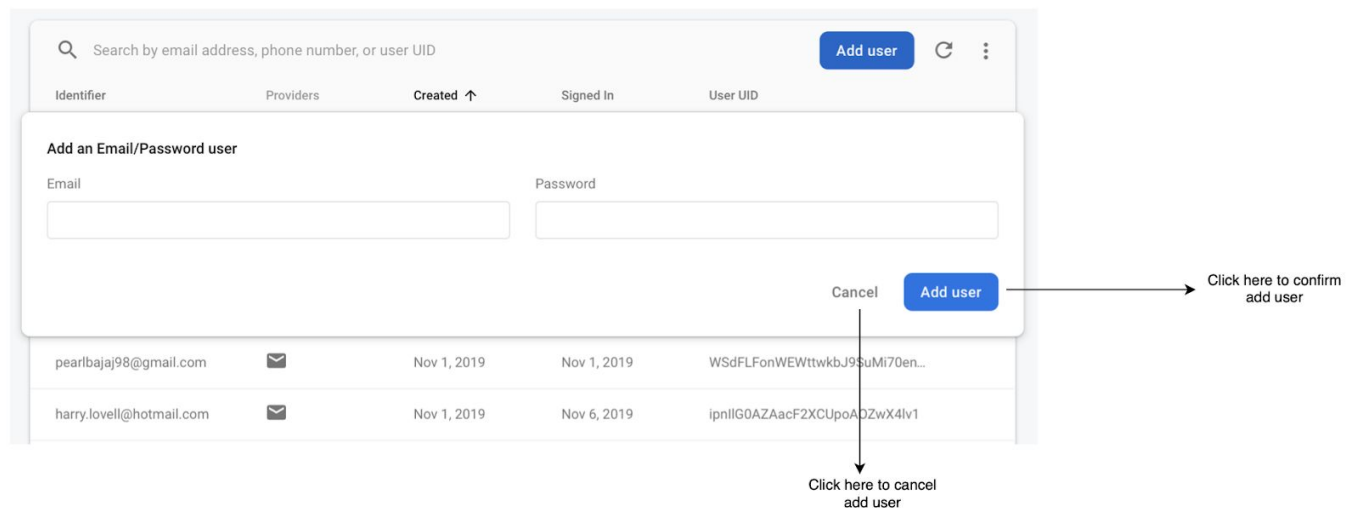 Search by email address, phone number, or user UID Add user
Identifier Providers Created ↑ Signed In User UID
Add an Email/Password user
Email Password
Cancel Add user
Click here to confirm
add user
pearlbajaj98@gmail.com Nov 1, 2019 Nov 1, 2019
harry.lovell@hotmail.com Nov 1, 2019 Nov 6, 2019
Click here to cancel
add user